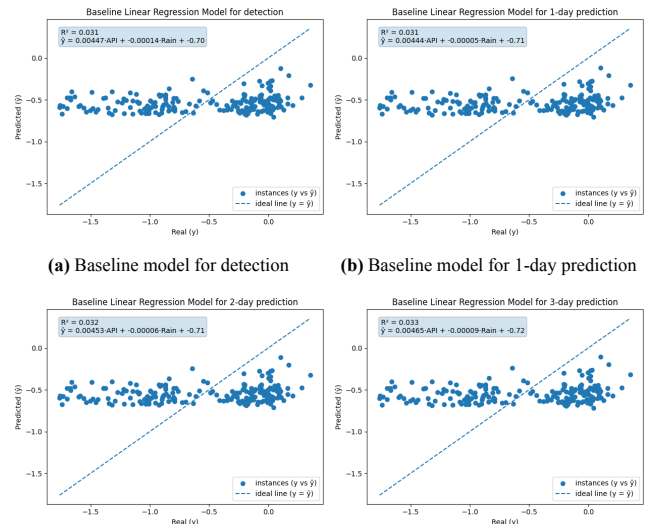 Baseline Linear Regression Model for detection
R² = 0.031
ŷ = 0.00447·API + -0.00014·Rain + -0.70
0.0
−0.5
−1.0
−1.5
Predicted (ŷ)
instances (y vs ŷ)
ideal line (y = ŷ)
−1.5 −1.0 −0.5 0.0
Real (y)
(a) Baseline model for detection
Baseline Linear Regression Model for 1-day prediction
R² = 0.031
ŷ = 0.00444·API + -0.00005·Rain + -0.71
0.0
−0.5
−1.0
−1.5
Predicted (ŷ)
instances (y vs ŷ)
ideal line (y = ŷ)
−1.5 −1.0 −0.5 0.0
Real (y)
(b) Baseline model for 1-day prediction
Baseline Linear Regression Model for 2-day prediction
R² = 0.032
ŷ = 0.00453·API + -0.00006·Rain + -0.71
0.0
−0.5
−1.0
−1.5
Predicted (ŷ)
instances (y vs ŷ)
ideal line (y = ŷ)
−1.5 −1.0 −0.5 0.0
Real (y)
Baseline Linear Regression Model for 3-day prediction
R² = 0.033
ŷ = 0.00465·API + -0.00009·Rain + -0.72
0.0
−0.5
−1.0
−1.5
Predicted (ŷ)
instances (y vs ŷ)
ideal line (y = ŷ)
−1.5 −1.0 −0.5 0.0
Real (y)